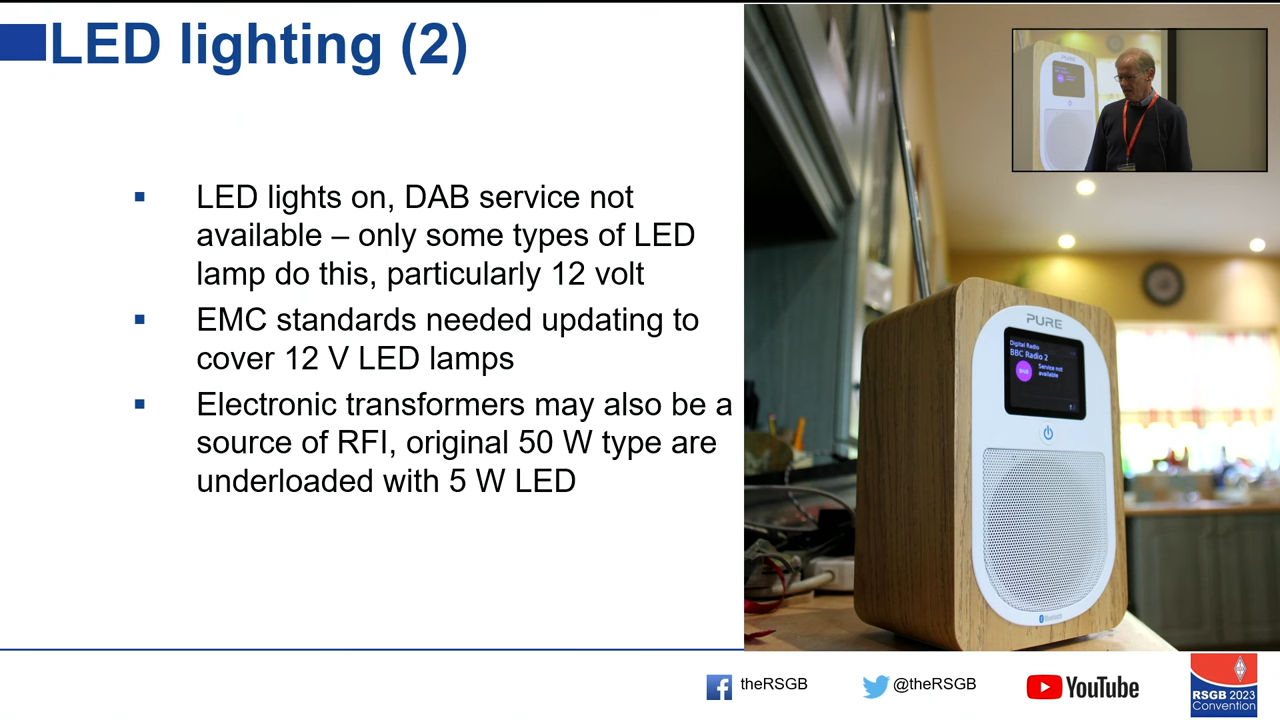 LED lighting (2)
▪ LED lights on, DAB service not
available – only some types of LED
lamp do this, particularly 12 volt
▪ EMC standards needed updating to
cover 12 V LED lamps
▪ Electronic transformers may also be a
source of RFI, original 50 W type are
underloaded with 5 W LED
PURE
PURE
Digital Radio
BBC Radio 2
Service not
available
Bluetooth
theRSGB
@theRSGB
YouTube
RSGB 2023
Convention